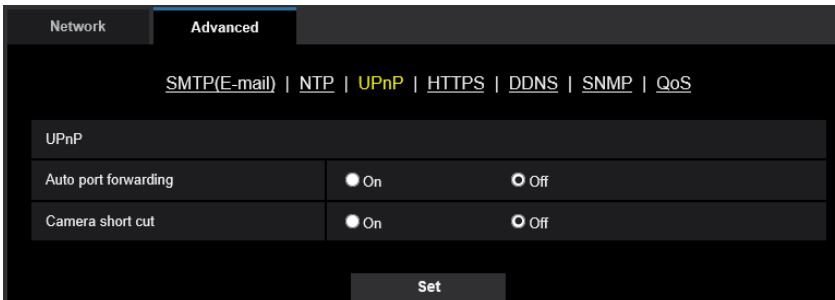 Network Advanced
SMTP(E-mail) | NTP | UPnP | HTTPS | DDNS | SNMP | QoS
UPnP
Auto port forwarding On Off
Camera short cut On Off
Set